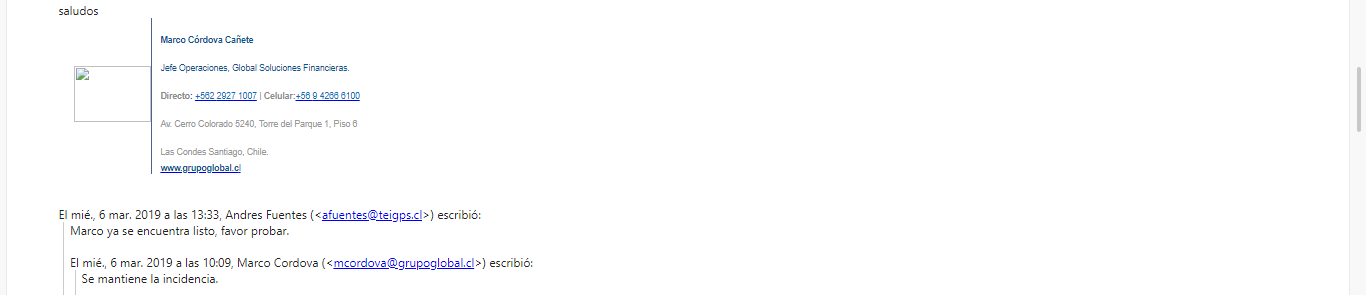 saludos
Marco Córdova Cañete
Jefe Operaciones, Global Soluciones Financieras.
Directo: +562 2927 1007 | Celular:+56 9 4266 6100
Av. Cerro Colorado 5240, Torre del Parque 1, Piso 6
Las Condes Santiago, Chile.
www.grupoglobal.cl
El mié., 6 mar. 2019 a las 13:33, Andres Fuentes (<afuentes@teigps.cl>) escribió:
Marco ya se encuentra listo, favor probar.
El mié., 6 mar. 2019 a las 10:09, Marco Cordova (<mcordova@grupoglobal.cl>) escribió:
Se mantiene la incidencia.